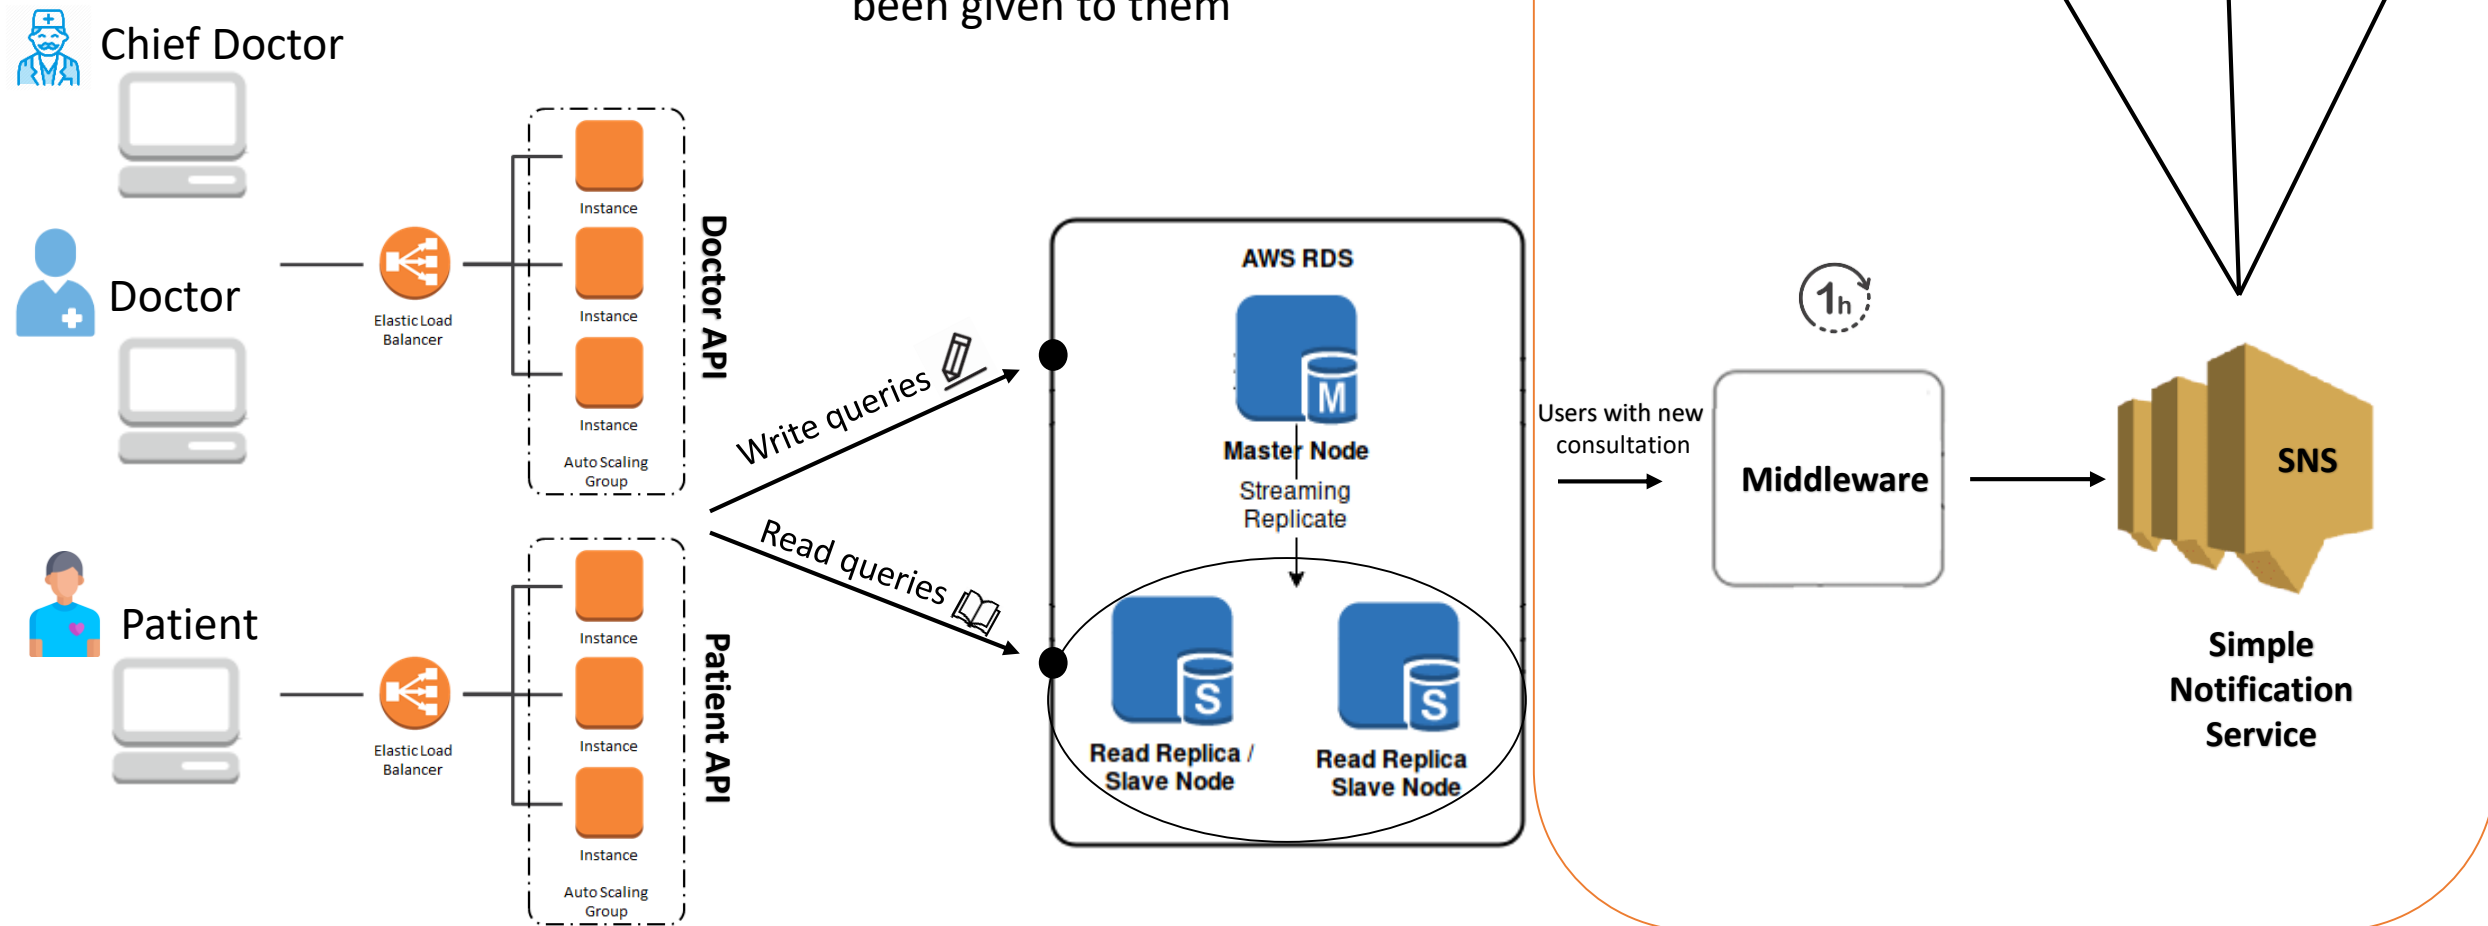 been given to them
Chief Doctor
Doctor
Patient
Elastic Load
Balancer
Instance
Instance
Instance
Auto Scaling
Group
Doctor API
Elastic Load
Balancer
Instance
Instance
Instance
Auto Scaling
Group
Patient API
Write queries
Read queries
AWS RDS
M
Master Node
Streaming
Replicate
S
Read Replica /
Slave Node
S
Read Replica
Slave Node
Users with new
consultation
1h
Middleware
SNS
Simple
Notification
Service